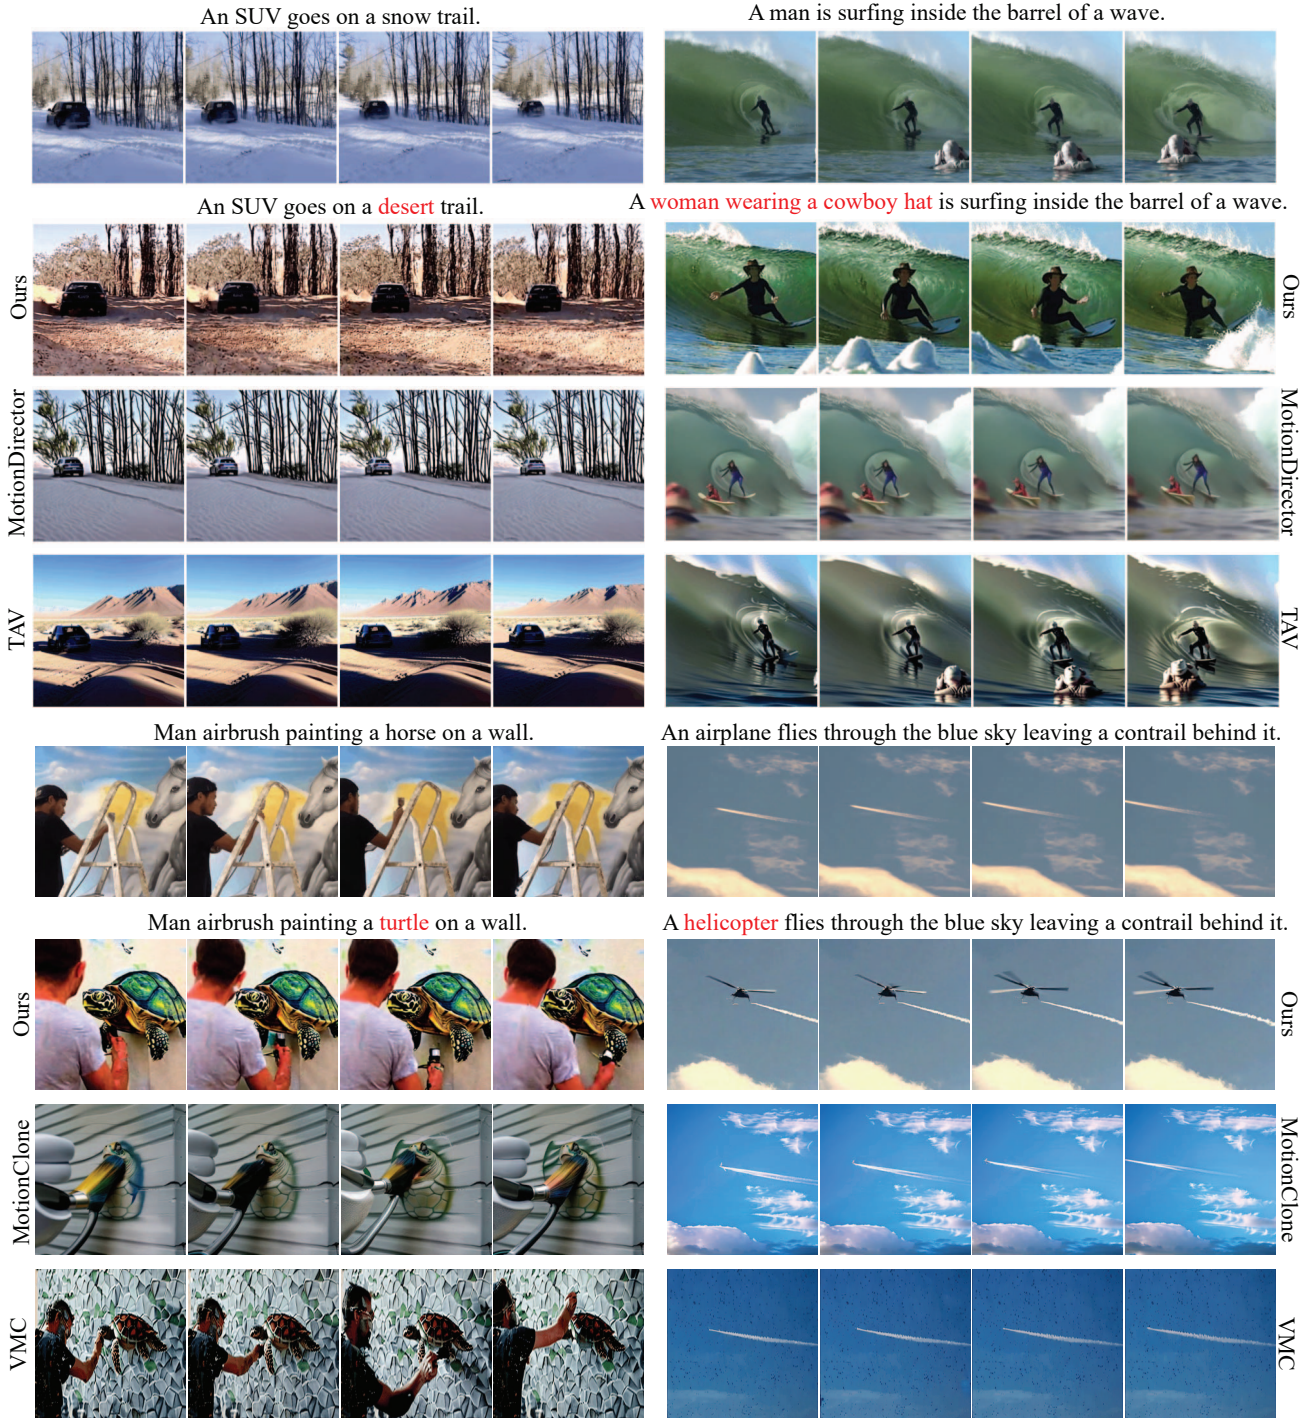 An SUV goes on a snow trail.
A man is surfing inside the barrel of a wave.
An SUV goes on a desert trail.
A woman wearing a cowboy hat is surfing inside the barrel of a wave.
Ours
Ours
MotionDirector
MotionDirector
TAV
TAV
Man airbrush painting a horse on a wall.
An airplane flies through the blue sky leaving a contrail behind it.
Man airbrush painting a turtle on a wall.
A helicopter flies through the blue sky leaving a contrail behind it.
Ours
Ours
MotionClone
MotionClone
VMC
VMC